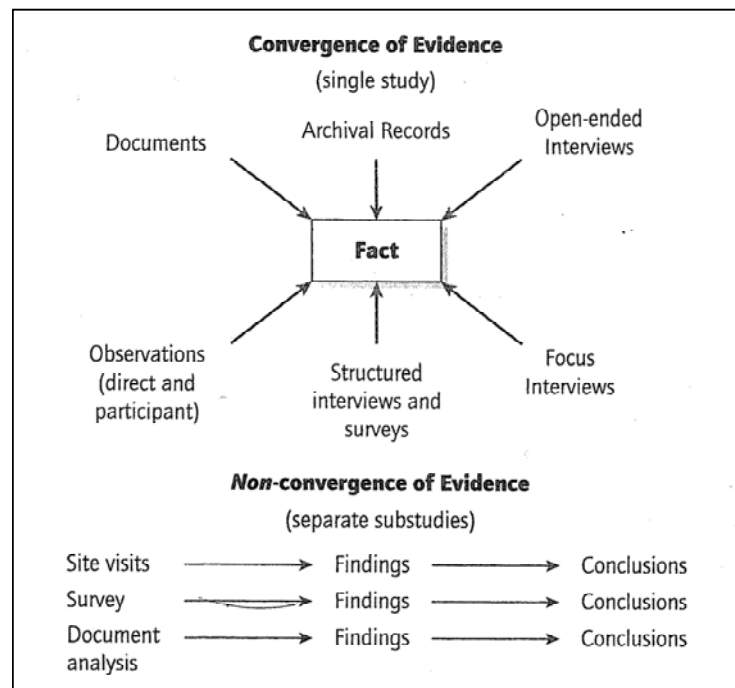 Convergence of Evidence
(single study)
Documents
Archival Records
Open-ended
Interviews
Fact
Observations
(direct and
participant)
Structured
interviews and
surveys
Focus
Interviews
Non-convergence of Evidence
(separate substudies)
Site visits Findings Conclusions
Survey Findings Conclusions
Document Findings Conclusions
analysis